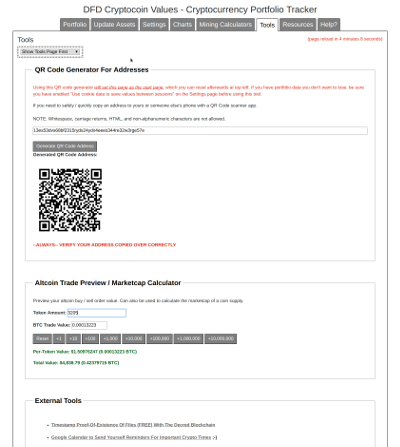 DFD Cryptocoin Values - Cryptocurrency Portfolio Tracker
Portfolio Update Assets Settings Charts Mining Calculators Tools Resources Help?
Tools
(page reload in 4 minutes 8 seconds)
Show Tools Page First
QR Code Generator For Addresses
Using this QR code generator will set this same as the start page, which you can reset afterwards at top left. If you have portfolio data you don't want to lose, be sure
you have enabled "Use cookie data to save values between sessions" on the Settings page before using this tool.
If you need to safely / quickly copy an address to yours or someone else's phone with a QR Code scanner app.
NOTE: Whitespace, carriage returns, HTML, and non-alphanumeric characters are not allowed.
Generate QR Code Address
Generated QR Code Address:
--ALWAYS-- VERIFY YOUR ADDRESS COPIED OVER CORRECTLY
Altcoin Trade Preview / Marketcap Calculator
Preview your altcoin buy / sell order value. Can also be used to calculate the marketcap of a coin supply.
Token Amount: 3205
BTC Trade Value: 0.00013223
Reset +1 +10 +100 +1,000 +10,000 +100,000 +1,000,000 +10,000,000
Per-Token Value: (0.00013223 BTC)
Total Value:
External Tools
Timestamp Proof-Of-Existence Of Files (FREE) With The Decred Blockchain
Google Calendar to Send Yourself Reminders For Important Crypto Times ;-)